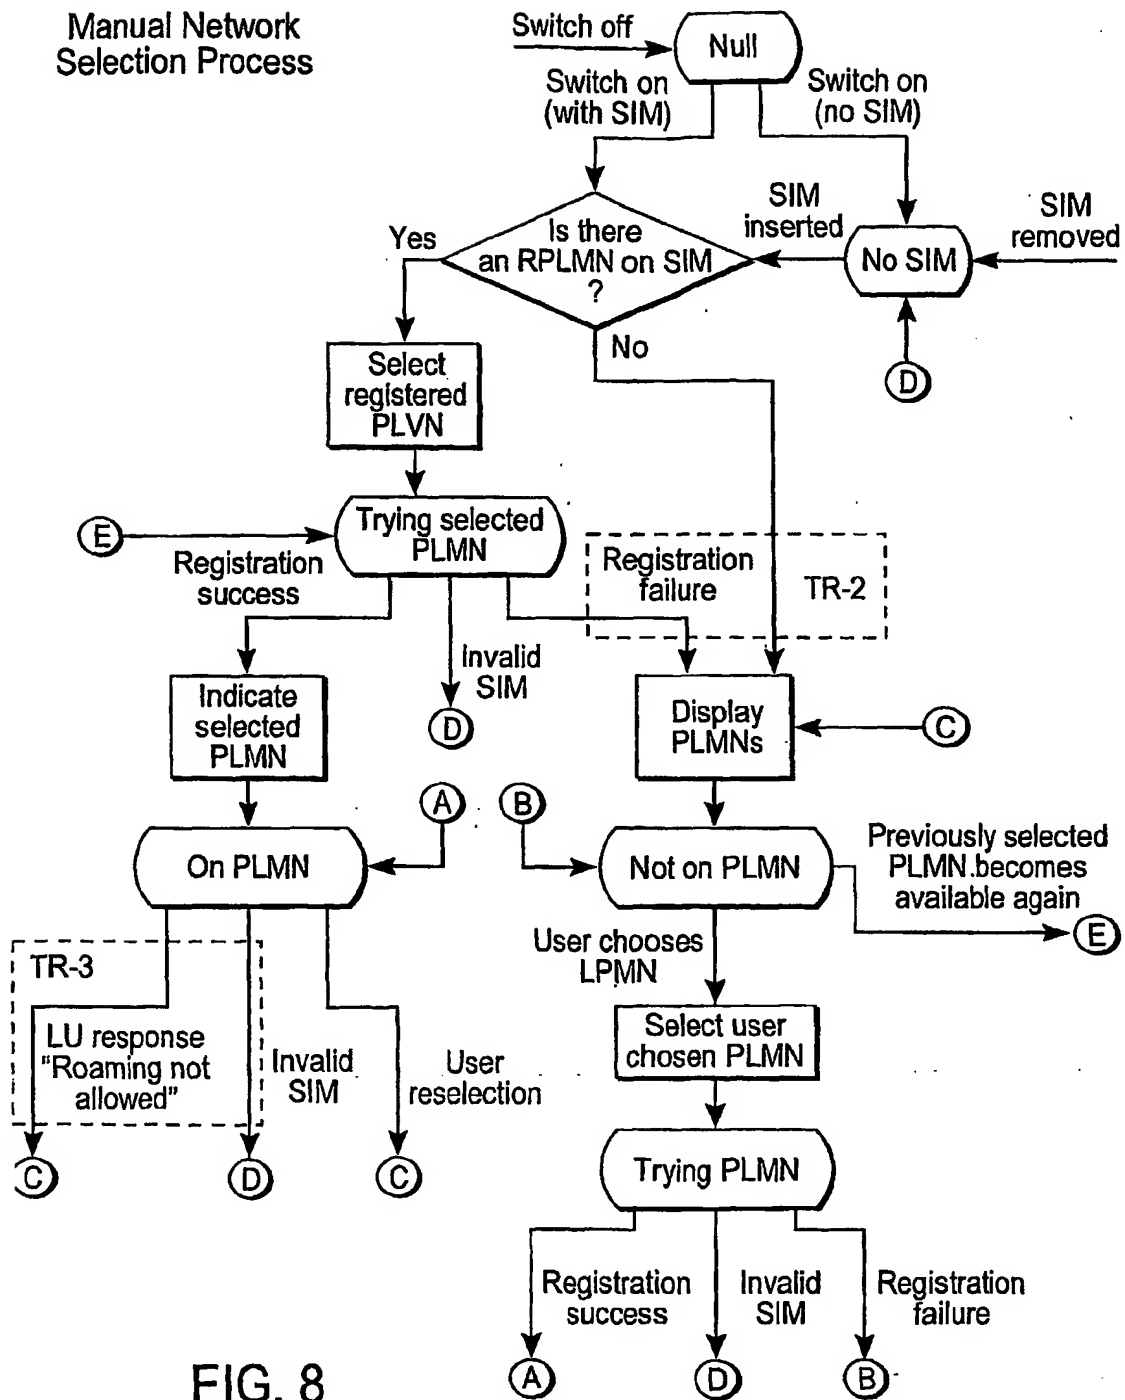 Manual Network
Selection Process
Switch off
Null
Switch on
(with SIM)
Switch on
(no SIM)
Is there
an RPLMN on SIM
?
SIM
inserted
No SIM
SIM
removed
Yes
No
D
Select
registered
PLVN
E
Trying selected
PLMN
Registration
success
Invalid
SIM
D
Registration
failure
TR-2
Indicate
selected
PLMN
Display
PLMNs
C
A
B
On PLMN
Not on PLMN
Previously selected
PLMN.becomes
available again
E
TR-3
LU response
"Roaming not
allowed"
Invalid
SIM
User
reselection
C
D
C
User chooses
LPMN
Select user
chosen PLMN
Trying PLMN
Registration
success
Invalid
SIM
Registration
failure
A
D
B
FIG. 8